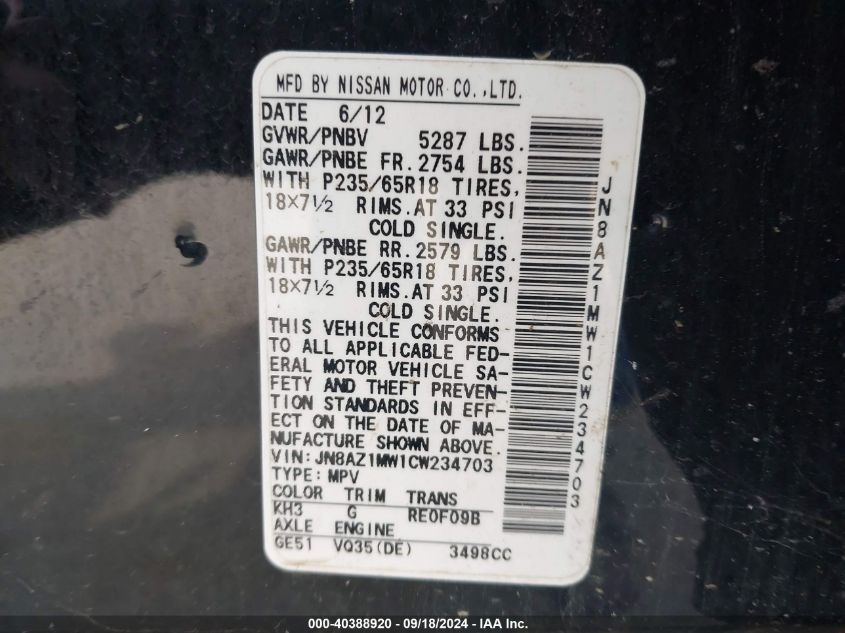 MFD BY NISSAN MOTOR CO.,LTD.
DATE 6/12
GVWR/PNBV 5287 LBS.
GAWR/PNBE FR. 2754 LBS.
WITH P235/65R18 TIRES,
18×7½ RIMS. AT 33 PSI
COLD SINGLE.
GAWR/PNBE RR. 2579 LBS.
WITH P235/65R18 TIRES,
18×7½ RIMS. AT 33 PSI
COLD SINGLE.
THIS VEHICLE CONFORMS
TO ALL APPLICABLE FED-
ERAL MOTOR VEHICLE SA-
FETY AND THEFT PREVEN-
TION STANDARDS IN EFF-
ECT ON THE DATE OF MA-
NUFACTURE SHOWN ABOVE.
VIN: JN8AZ1MW1CW234703
TYPE: MPV
COLOR TRIM TRANS
KH3 G RE0F09B
AXLE ENGINE
GE51 VQ35(DE) 3498CC
JN8AZ1MW1CW234703
000-40388920 - 09/18/2024 - IAA Inc.